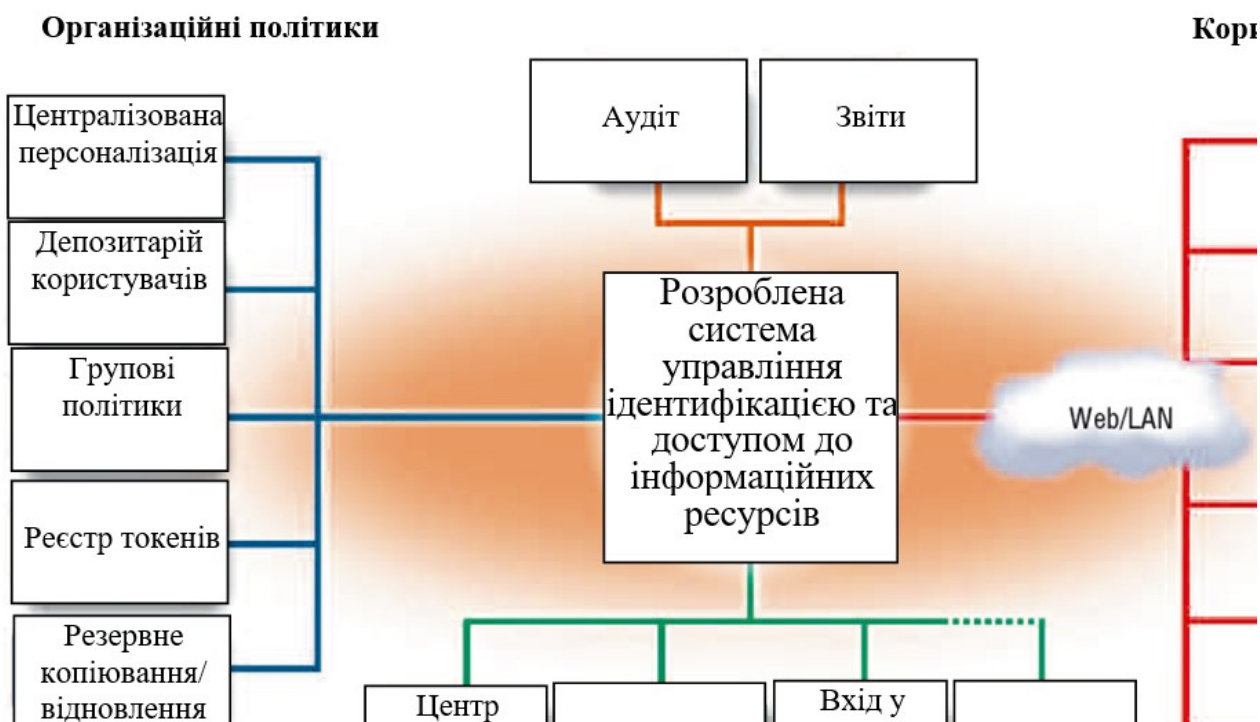 Організаційні політики
Централізована
персоналізація
Депозитарій
користувачів
Групові
політики
Реєстр токенів
Резервне
копіювання/
відновлення
Аудіт
Звіти
Розроблена
система
управління
ідентифікацією та
доступом до
інформаційних
ресурсів
Web/LAN
Центр
Вхід у